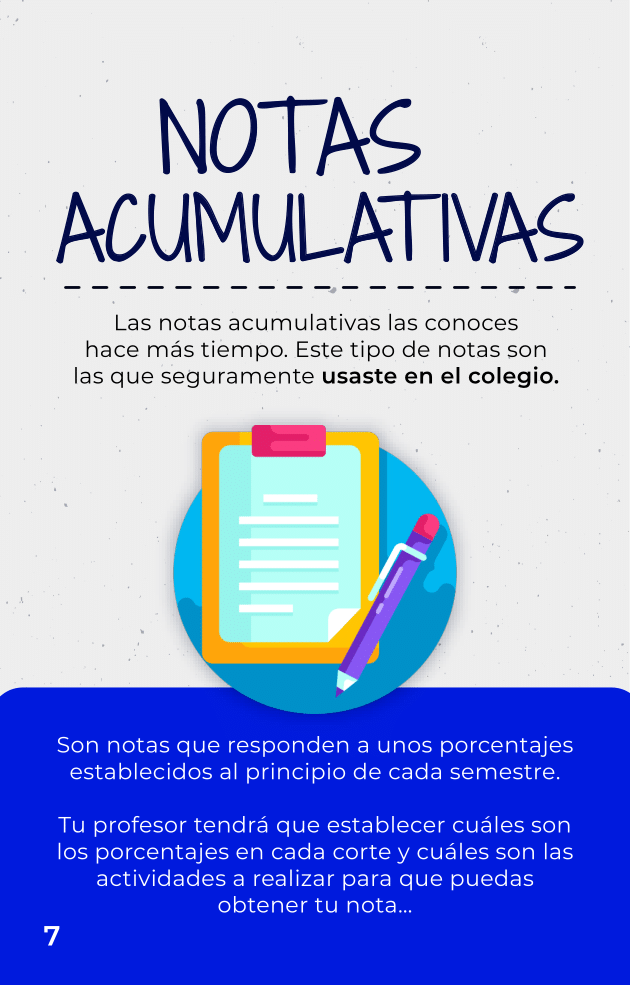 NOTAS
ACUMULATIVAS
Las notas acumulativas las conoces
hace más tiempo. Este tipo de notas son
las que seguramente usaste en el colegio.
Son notas que responden a unos porcentajes
establecidos al principio de cada semestre.
Tu profesor tendrá que establecer cuáles son
los porcentajes en cada corte y cuáles son las
actividades a realizar para que puedas
obtener tu nota...
7